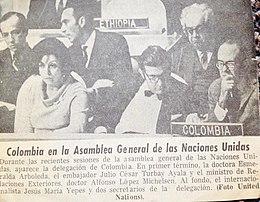 ETHIOPIA
COLOMBIA
Colombia en la Asamblea General de las Naciones Unidas
Durante las recientes sesiones de la asamblea general de las Naciones Uni-
das, aparece la delegación de Colombia. En primer término, la doctora Esme-
ralda Arboleda, el embajador Julio César Turbay Ayala y el ministro de Re-
laciones Exteriores, doctor Alfonso López Michelsen. Al fondo, el internacio-
nalista Jesús María Yepes y dos secretarios de la delegación. (Foto United
Nations).